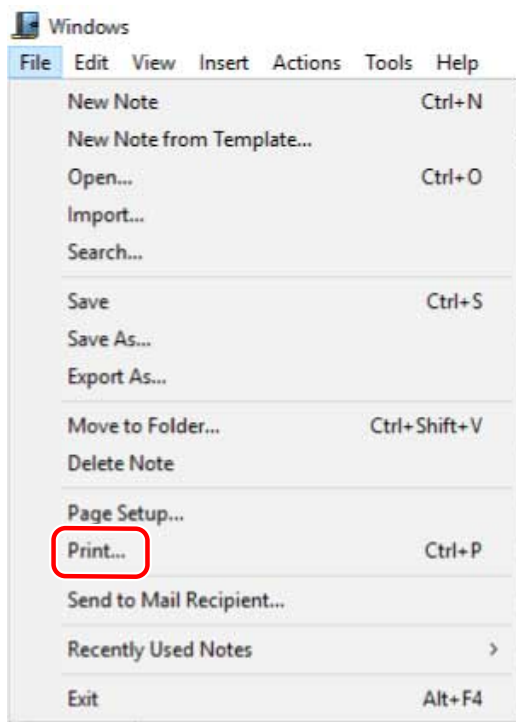 Windows
File Edit View Insert Actions Tools Help
New Note Ctrl+N
New Note from Template...
Open... Ctrl+O
Import...
Search...
Save Ctrl+S
Save As...
Export As...
Move to Folder... Ctrl+Shift+V
Delete Note
Page Setup...
Print... Ctrl+P
Send to Mail Recipient...
Recently Used Notes >
Exit Alt+F4